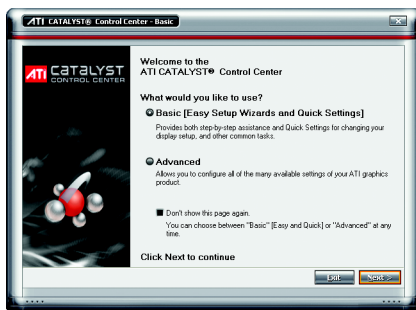 ATI CATALYST® Control Center - Basic
ATI CATALYST
CONTROL CENTER
Welcome to the
ATI CATALYST® Control Center
What would you like to use?
Basic [Easy Setup Wizards and Quick Settings]
Provides both step-by-step assistance and Quick Settings for changing your
display setup, and other common tasks.
Advanced
Allows you to configure all of the many available settings of your ATI graphics
product.
Don't show this page again.
You can choose between "Basic" [Easy and Quick] or "Advanced" at any
time.
Click Next to continue
Exit
Next >